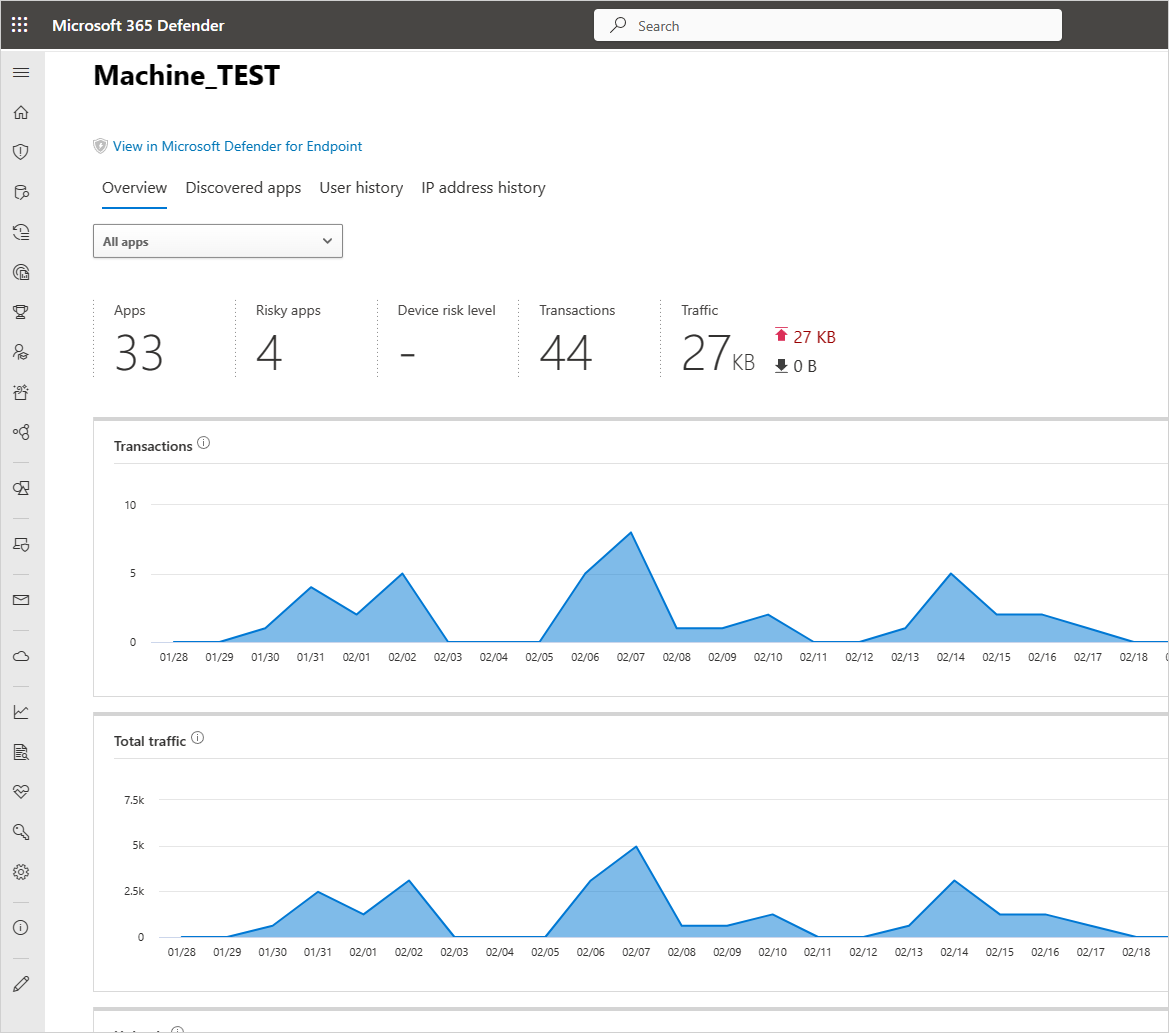 Microsoft 365 Defender
Search
Machine_TEST
View in Microsoft Defender for Endpoint
Overview Discovered apps User history IP address history
All apps
Apps Risky apps Device risk level Transactions Traffic
33 4 - 44 27 KB
27 KB
0 B
Transactions
10
5
0
01/28 01/29 01/30 01/31 02/01 02/02 02/03 02/04 02/05 02/06 02/07 02/08 02/09 02/10 02/11 02/12 02/13 02/14 02/15 02/16 02/17 02/18
Total traffic
7.5k
5k
2.5k
0
01/28 01/29 01/30 01/31 02/01 02/02 02/03 02/04 02/05 02/06 02/07 02/08 02/09 02/10 02/11 02/12 02/13 02/14 02/15 02/16 02/17 02/18